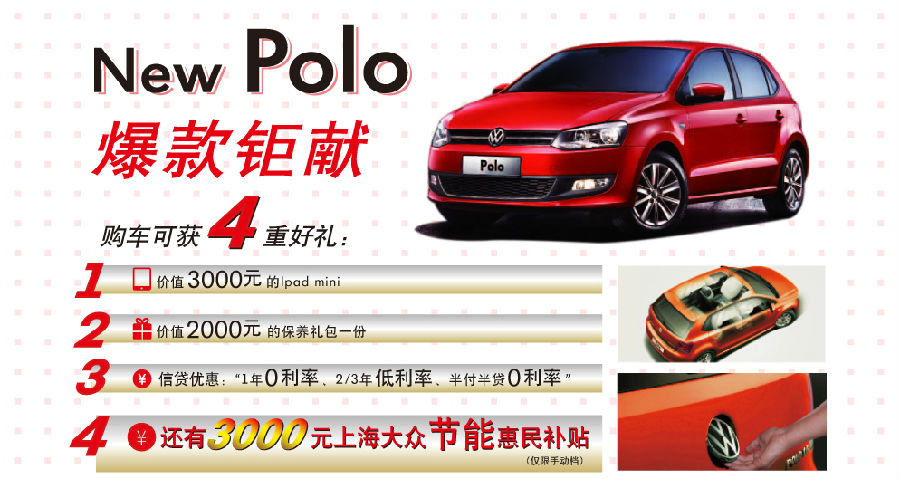 New Polo
爆款钜献
购车可获4重好礼：
Polo
1 价值3000元的Ipad mini
2 价值2000元的保养礼包一份
3 ¥ 信贷优惠：“1年0利率、2/3年低利率、半付半贷0利率”
4 ¥ 还有3000元上海大众节能惠民补贴
（仅限手动档）